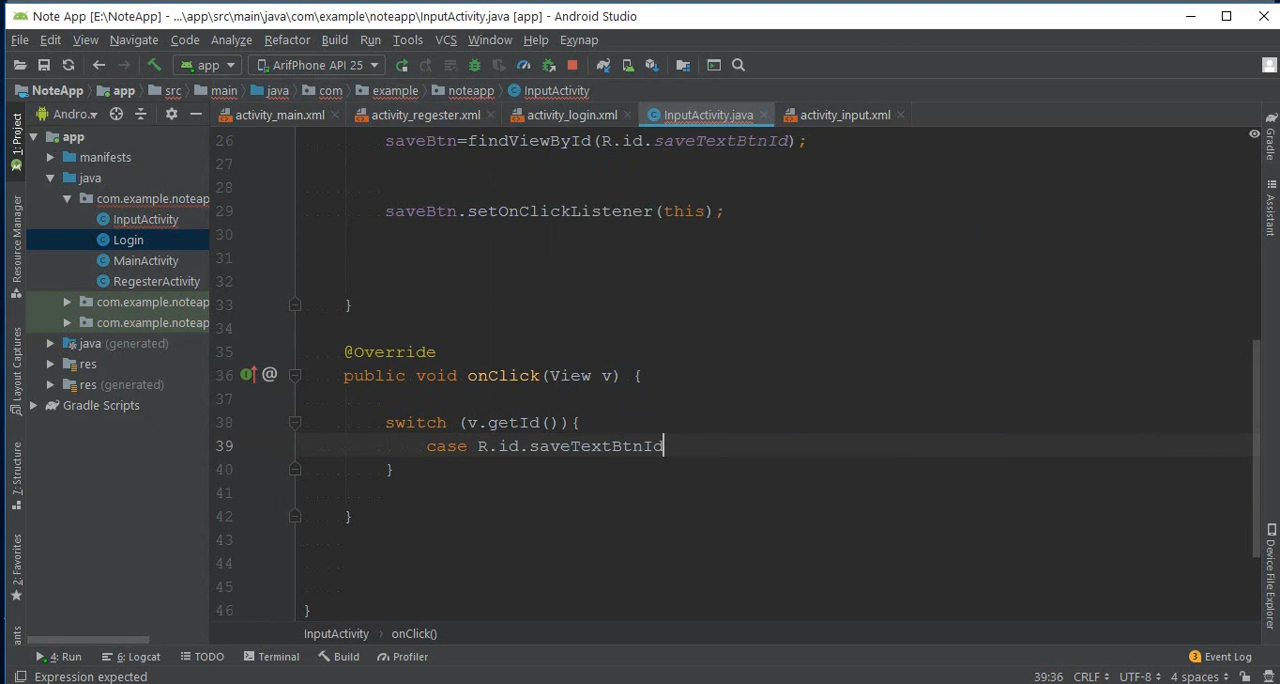 Note App [E:\NoteApp] - ...\app\src\main\java\com\example\noteapp\InputActivity.java [app] - Android Studio
File Edit View Navigate Code Analyze Refactor Build Run Tools VCS Window Help Exynap
app ArifPhone API 25
NoteApp app src main java com example noteapp InputActivity
Andro.. activity_main.xml activity_regester.xml activity_login.xml InputActivity.java activity_input.xml
1: Project
Resource Manager
Layout Captures
7: Structure
2: Favorites
ants
app
manifests
java
com.example.noteap
InputActivity
Login
MainActivity
RegesterActivity
com.example.noteap
com.example.noteap
java (generated)
res
res (generated)
Gradle Scripts
26 saveBtn=findViewById(R.id.saveTextBtnId);
27
28
29 saveBtn.setOnClickListener(this);
30
31
32
33 }
34
35 @Override
36 @ public void onClick(View v) {
37
38 switch (v.getId()){
39 case R.id.saveTextBtnId
40 }
41
42 }
43
44
45
46 }
Gradle
Assistant
Device File Explorer
InputActivity onClick()
4: Run 6: Logcat TODO Terminal Build Profiler 3 Event Log
Expression expected 39:36 CRLF UTF-8 4 spaces